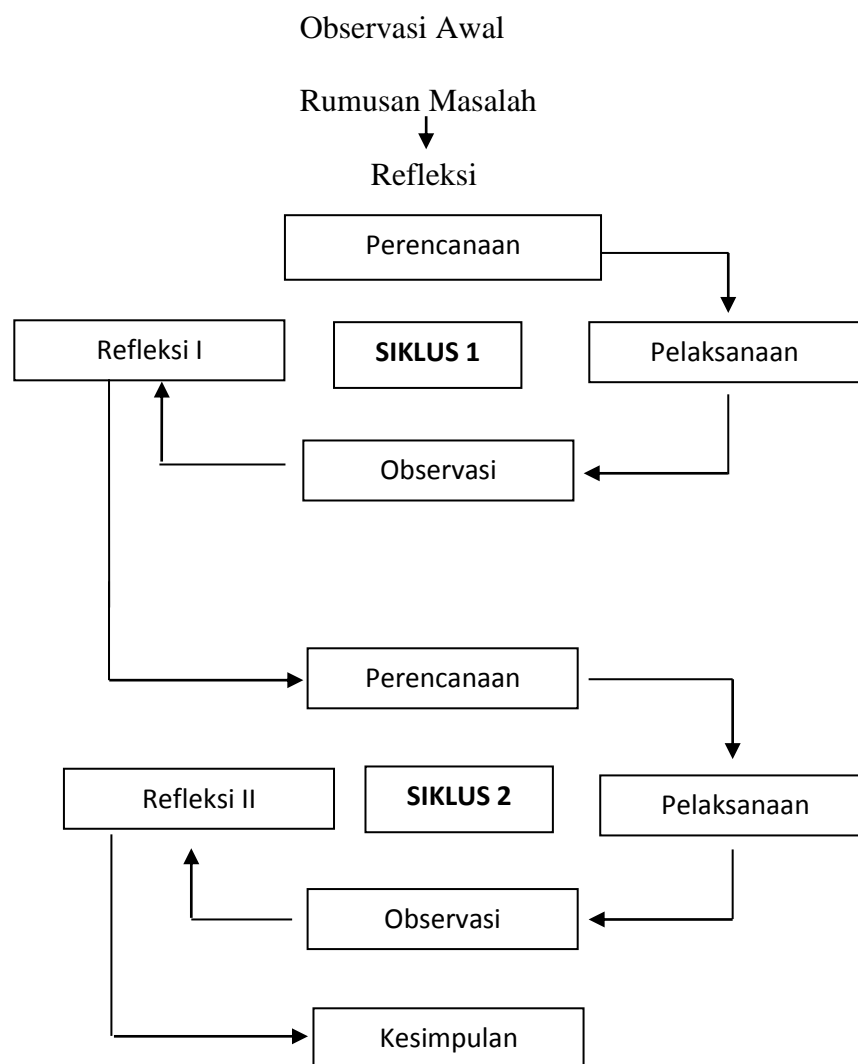 Observasi Awal
Rumusan Masalah
Refleksi
Perencanaan
Refleksi I
SIKLUS 1
Pelaksanaan
Observasi
Perencanaan
Refleksi II
SIKLUS 2
Pelaksanaan
Observasi
Kesimpulan